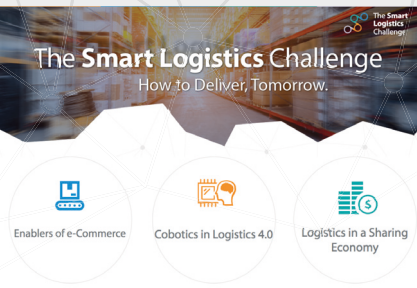 The Smart
Logistics
Challenge
The Smart Logistics Challenge
How to Deliver, Tomorrow.
Enablers of e-Commerce
Cobotics in Logistics 4.0
Logistics in a Sharing
Economy